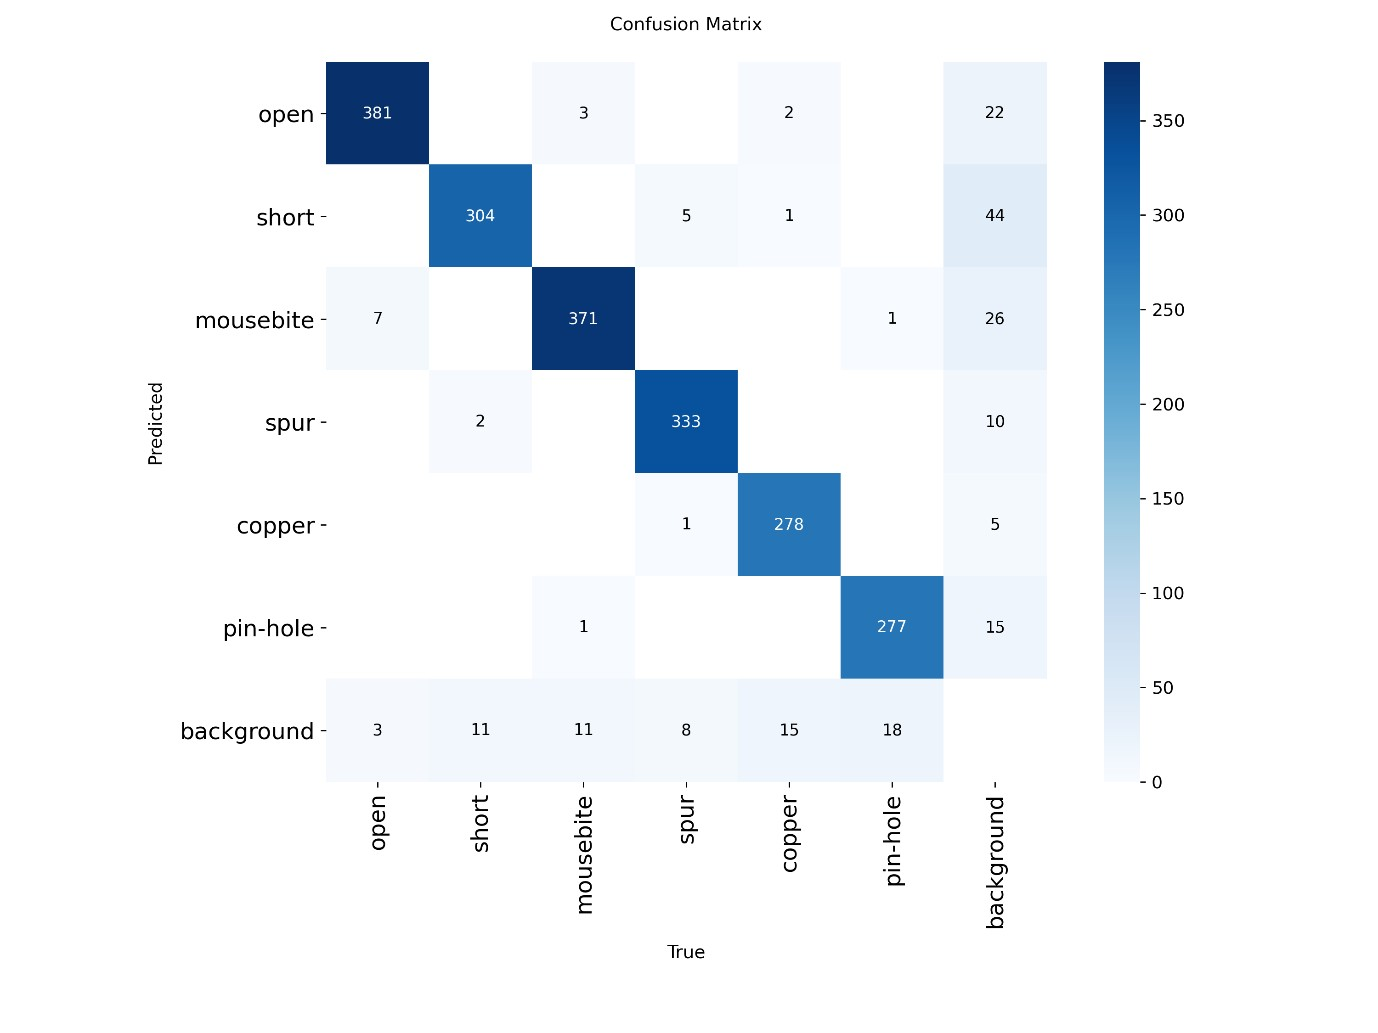 Confusion Matrix
open 381 3 2 22
short 304 5 1 44
mousebite 7 371 1 26
spur 2 333 10
copper 1 278 5
pin-hole 1 277 15
background 3 11 11 8 15 18
open short mousebite spur copper pin-hole background
Predicted
True
350
300
250
200
150
100
50
0